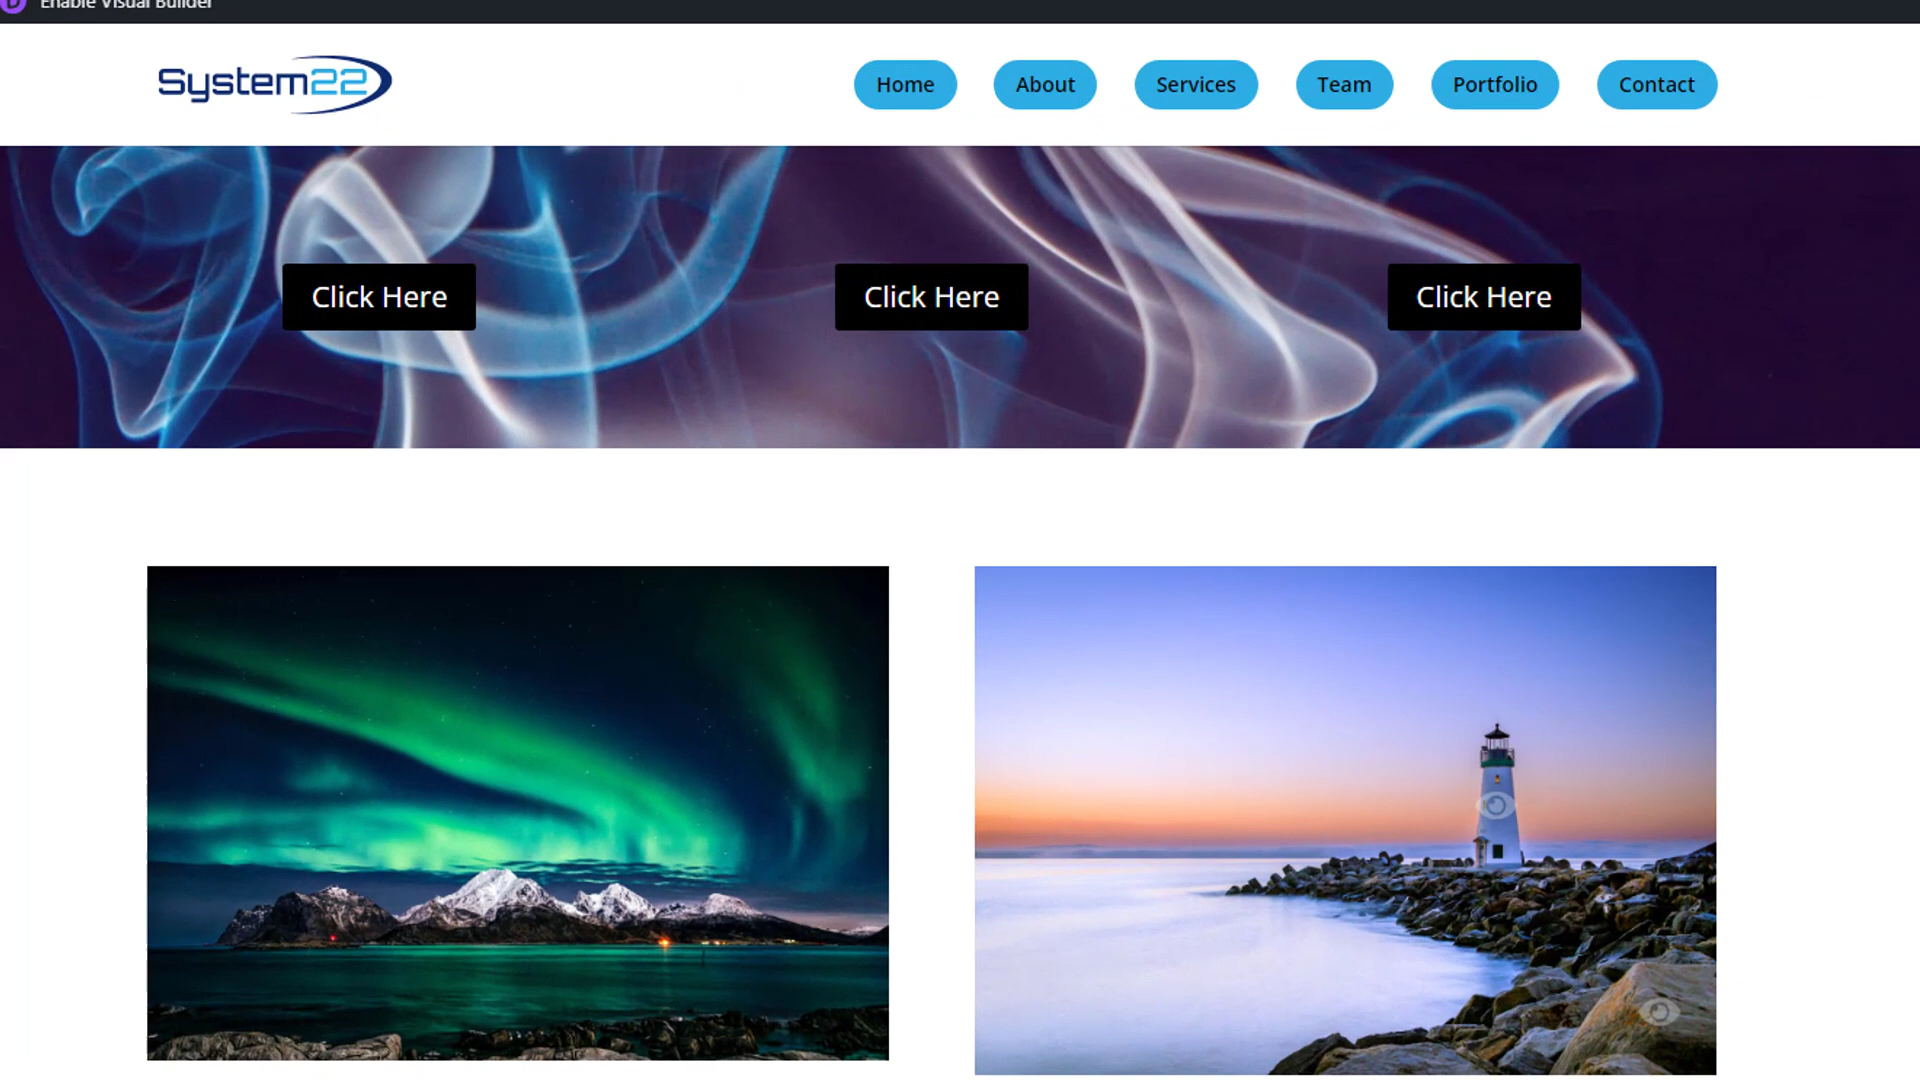 Enable Visual Builder
System22
Home About Services Team Portfolio Contact
Click Here Click Here Click Here